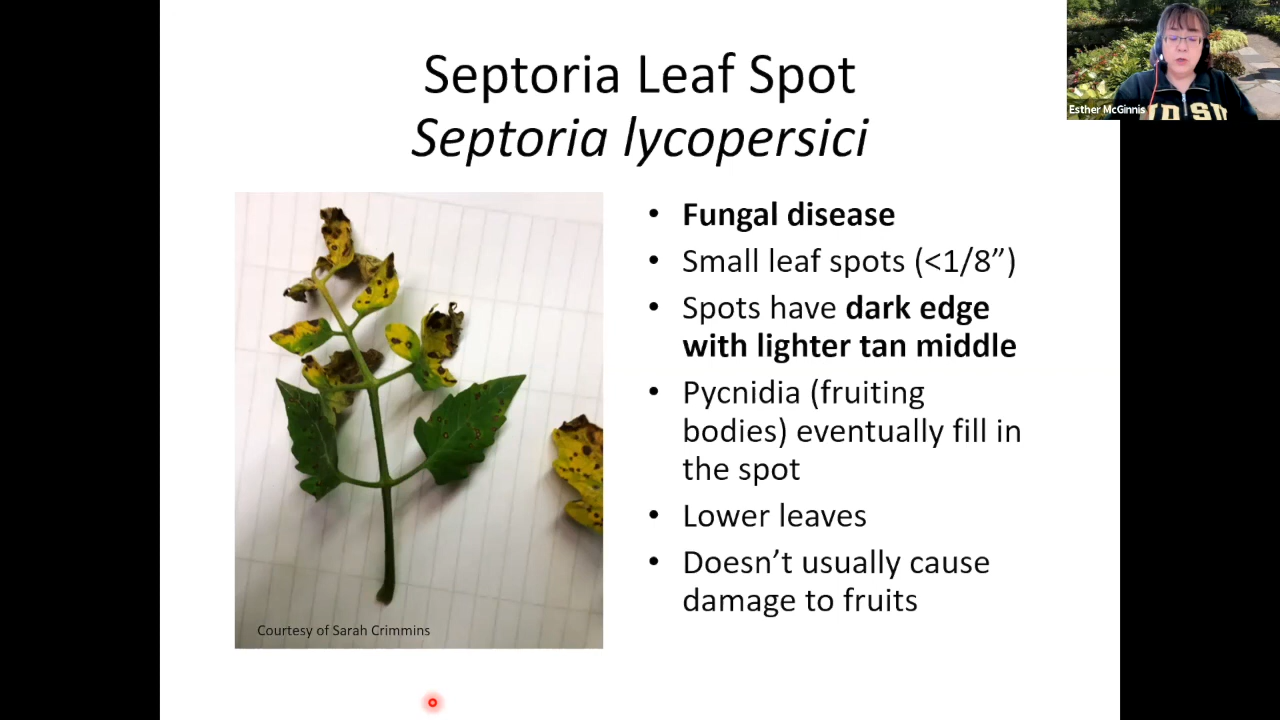 Septoria Leaf Spot
Septoria lycopersici
Esther McGinnis
• Fungal disease
• Small leaf spots (<1/8”)
• Spots have dark edge
with lighter tan middle
• Pycnidia (fruiting
bodies) eventually fill in
the spot
• Lower leaves
• Doesn’t usually cause
damage to fruits
Courtesy of Sarah Crimmins